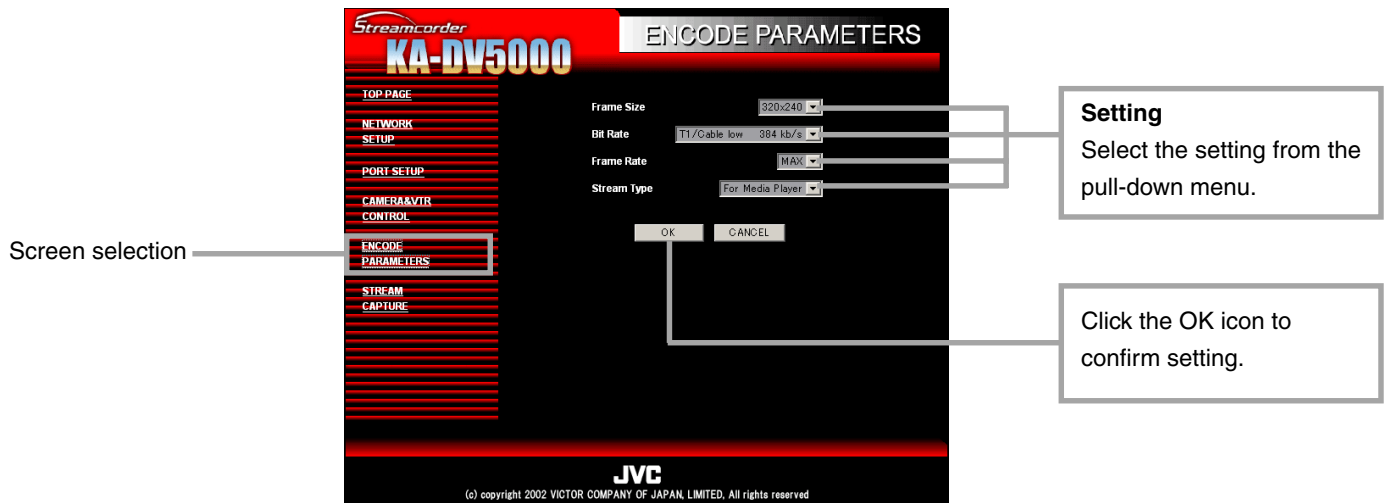 Streamcorder
KA-DV5000
ENCODE PARAMETERS
TOP PAGE
NETWORK
SETUP
PORT SETUP
CAMERA&VTR
CONTROL
ENCODE
PARAMETERS
STREAM
CAPTURE
Frame Size 320x240
Bit Rate T1/Cable low 384 kb/s
Frame Rate MAX
Stream Type For Media Player
OK CANCEL
Screen selection
Setting
Select the setting from the
pull-down menu.
Click the OK icon to
confirm setting.
JVC
(c) copyright 2002 VICTOR COMPANY OF JAPAN, LIMITED, All rights reserved